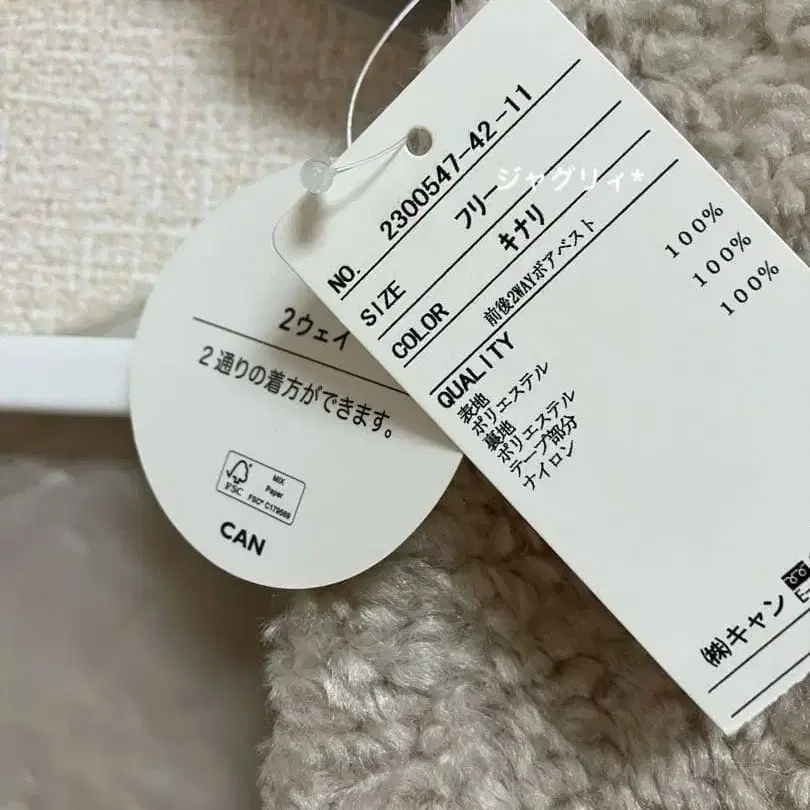 NO. 2300547-42-11
SIZE フリー
COLOR キナリ
前後2WAYボアベスト
QUALITY
表地
ポリエステル 100%
裏地
ポリエステル 100%
テープ部分
ナイロン 100%
㈱キャン
ジャグリィ*
2ウェイ
2通りの着方ができます。
FSC
MIX
Paper
FSC® C179569
CAN